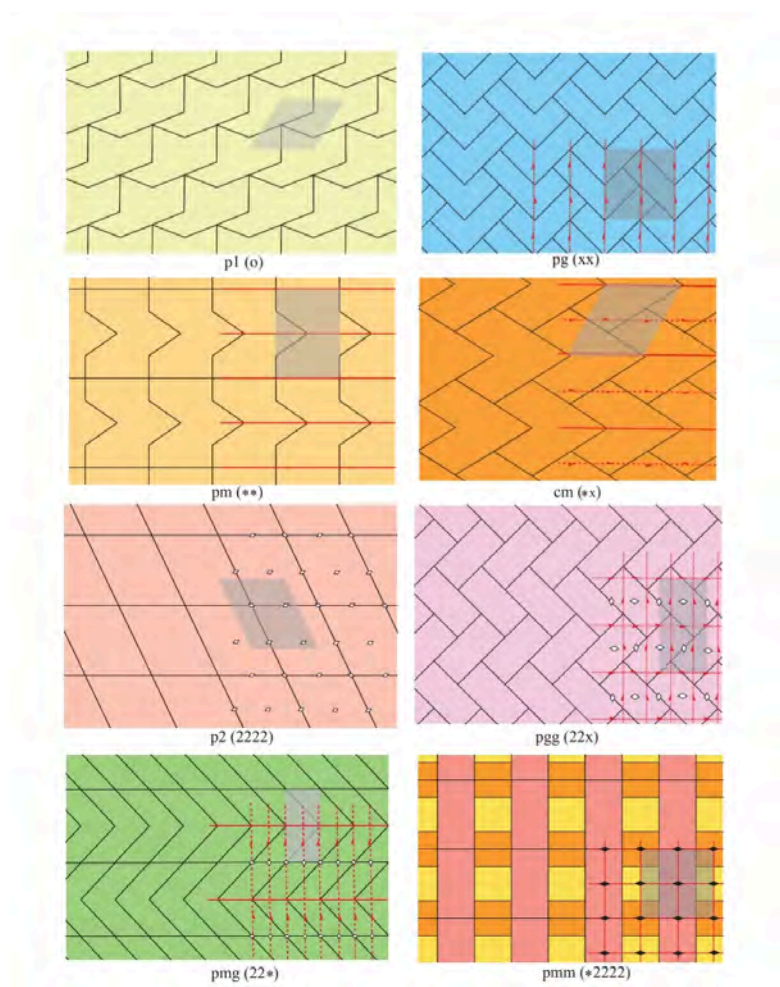 p1 (o)
pg (xx)
pm (**)
cm (*x)
p2 (2222)
pgg (22x)
pmg (22*)
pmm (*2222)